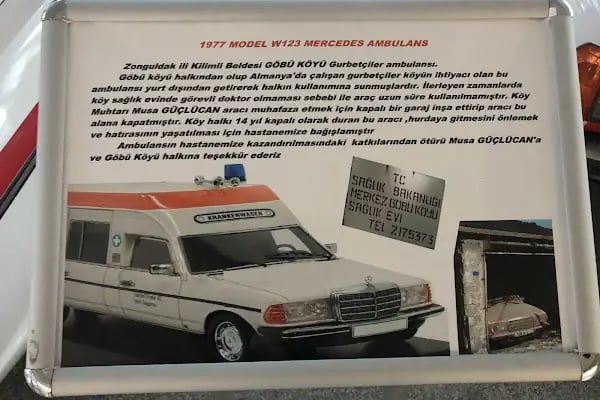 1977 MODEL W123 MERCEDES AMBULANS
Zonguldak ili Kilimli Beldesi GÖBÜ KÖYÜ Gurbetçiler ambulansı.
Göbü köyü halkından olup Almanya'da çalışan gurbetçiler köyün ihtiyacı olan bu
ambulansı yurt dışından getirerek halkın kullanımına sunmuşlardır. İlerleyen zamanlarda
köy sağlık evinde görevli doktor olmaması sebebi ile araç uzun süre kullanılmamıştır. Köy
Muhtarı Musa GÜÇLÜCAN aracı muhafaza etmek için kapalı bir garaj inşa ettirip aracı bu
alana kapatmıştır. Köy halkı 14 yıl kapalı olarak duran bu aracı ,hurdaya gitmesini önlemek
ve hatırasının yaşatılması için hastanemize bağışlamıştır
Ambulansın hastanemize kazandırılmasındaki katkılarından ötürü Musa GÜÇLÜCAN'a
ve Göbü Köyü halkına teşekkür ederiz
TC
SAĞLIK BAKANLIĞI
MERKEZ GÖBÜ KÖYÜ
SAĞLIK EVİ
TEL 2175373
KRANKENWAGEN